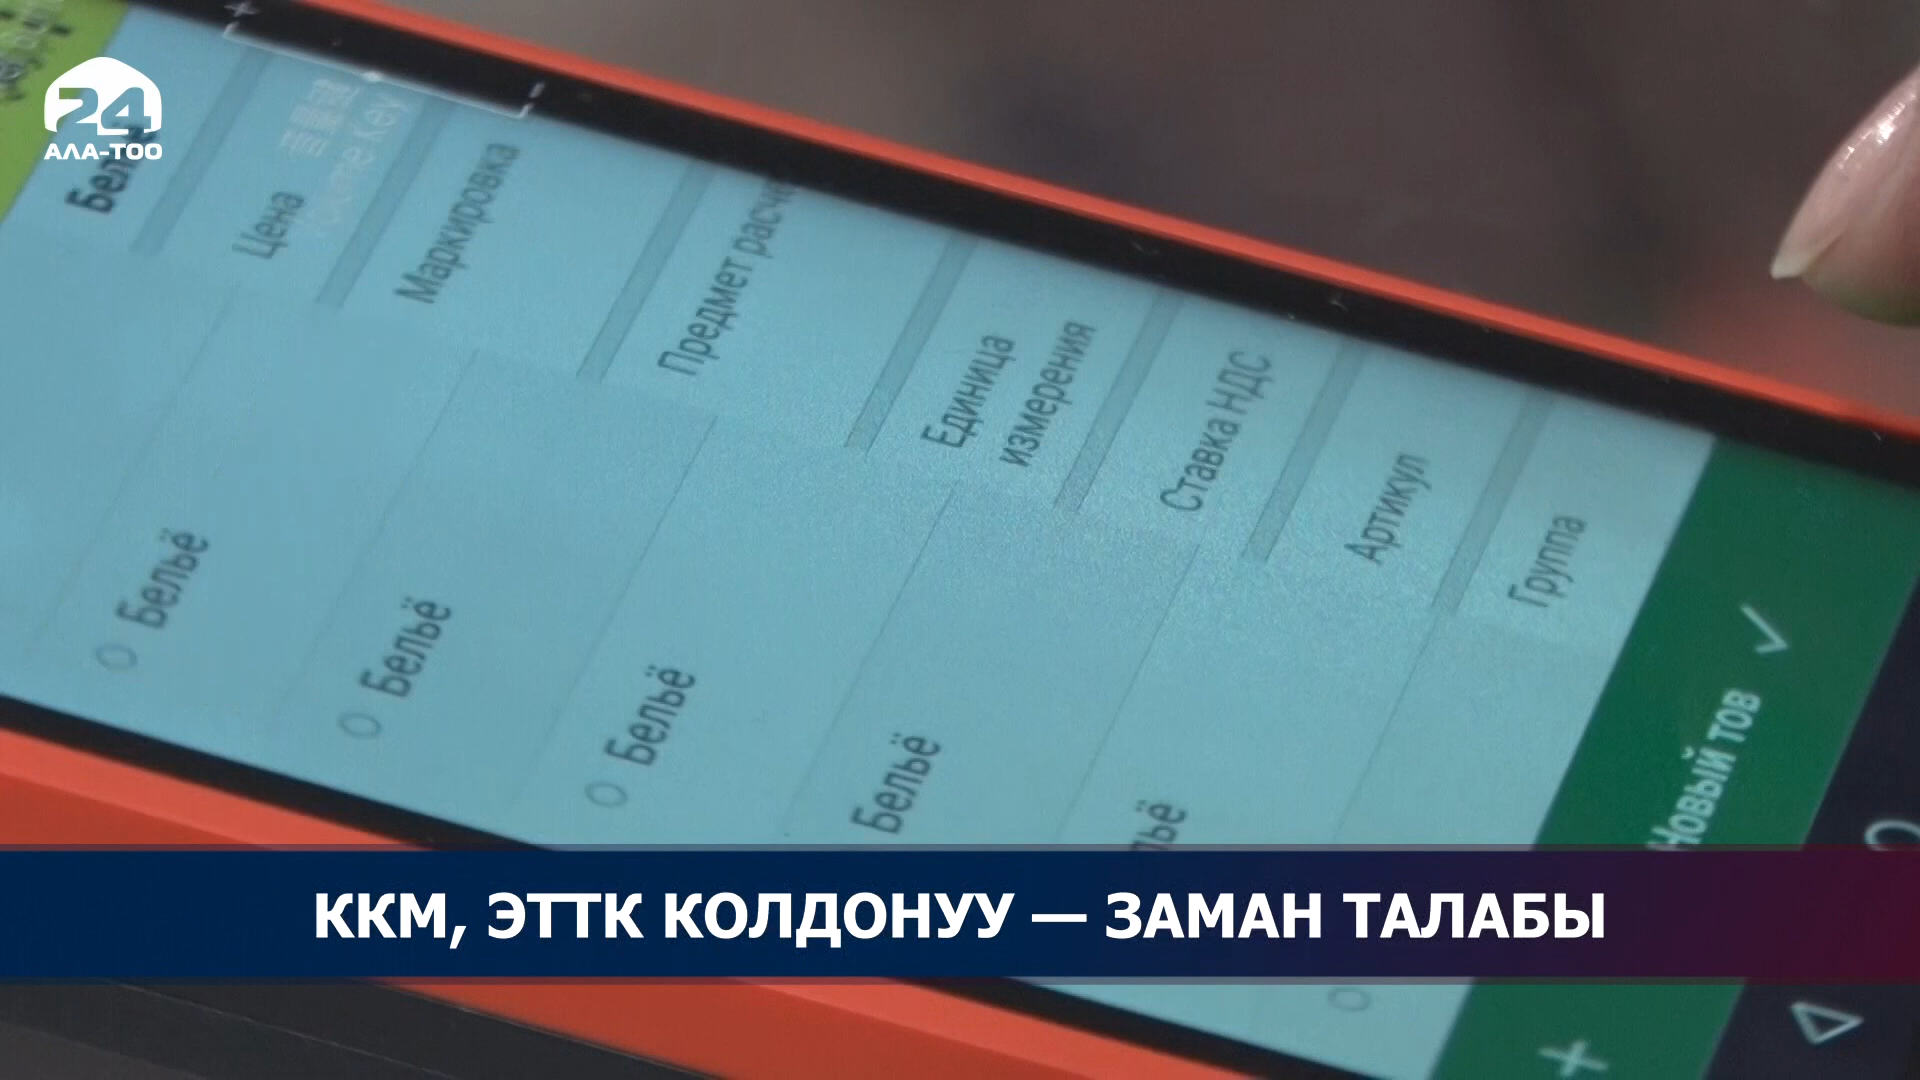 24
АЛА-ТОО
Цена
Маркировка
Предмет
Единица
измерения
Ставка НДС
Артикул
Группа
Бельё
Бельё
Бельё
Бельё
Новый тов
ККМ, ЭТТК КОЛДОНУУ — ЗАМАН ТАЛАБЫ